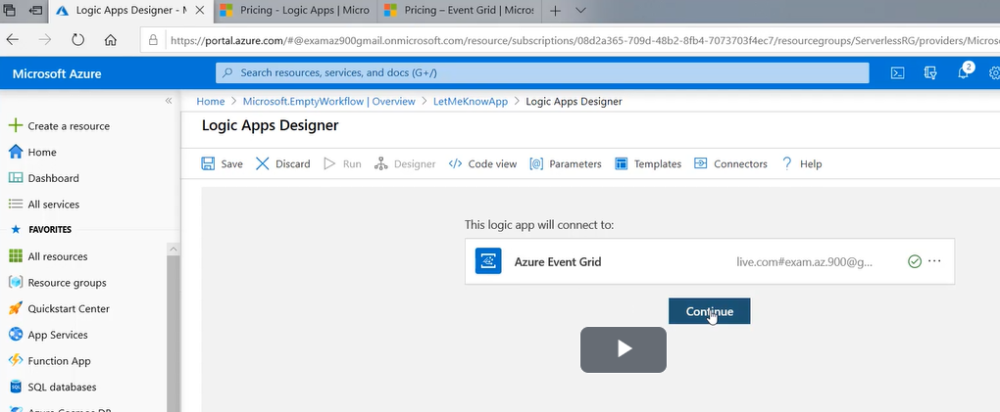 Logic Apps Designer - M
Pricing - Logic Apps | Micro
Pricing – Event Grid | Micros
https://portal.azure.com/#@examaz900gmail.onmicrosoft.com/resource/subscriptions/08d2a365-709d-48b2-8fb4-7073703f4ec7/resourcegroups/ServerlessRG/providers/Micros
Microsoft Azure
Search resources, services, and docs (G+/)
2
Home > Microsoft.EmptyWorkflow | Overview > LetMeKnowApp > Logic Apps Designer
Logic Apps Designer
Create a resource
Home
Dashboard
All services
FAVORITES
All resources
Resource groups
Quickstart Center
App Services
Function App
SQL databases
Azure Cosmos DB
Save Discard Run Designer Code view Parameters Templates Connectors Help
This logic app will connect to:
Azure Event Grid live.com#exam.az.900@g...
Continue